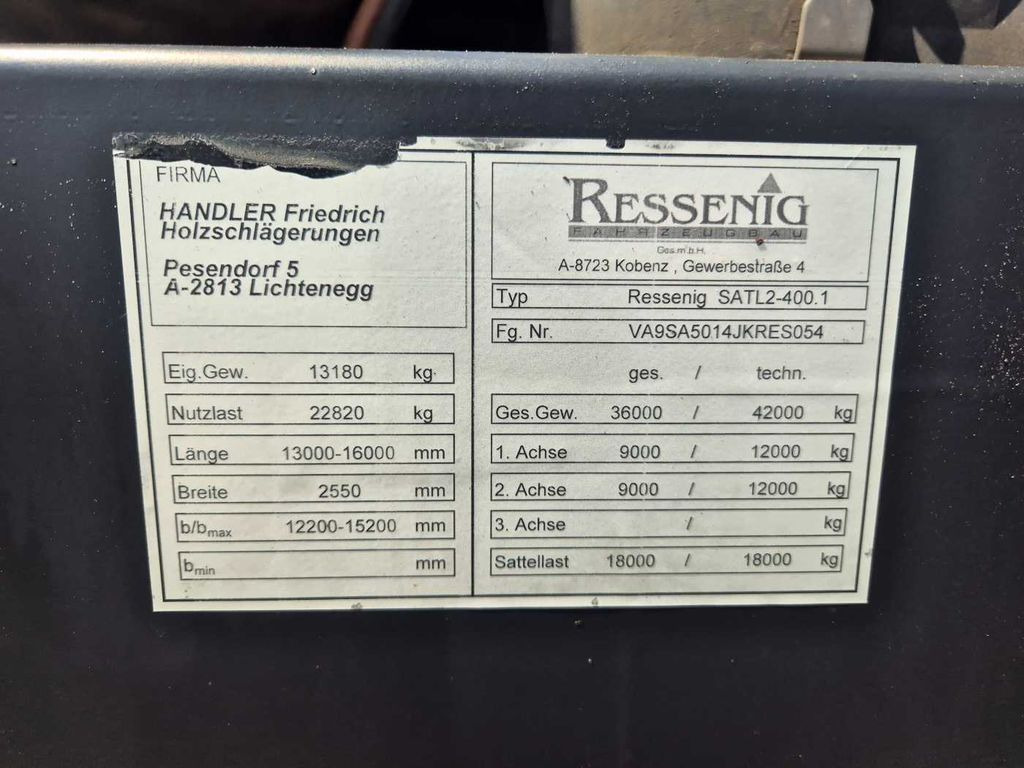 FIRMA
HANDLER Friedrich
Holzschlägerungen
Pesendorf 5
A-2813 Lichtenegg
Eig.Gew. 13180 kg
Nutzlast 22820 kg
Länge 13000-16000 mm
Breite 2550 mm
b/bmax 12200-15200 mm
bmin mm
RESSENIG
FAHRZEUGBAU
Ges.m.b.H.
A-8723 Kobenz , Gewerbestraße 4
Typ Ressenig SATL2-400.1
Fg. Nr. VA9SA5014JKRES054
ges. / techn.
Ges.Gew. 36000 / 42000 kg
1. Achse 9000 / 12000 kg
2. Achse 9000 / 12000 kg
3. Achse / kg
Sattellast 18000 / 18000 kg